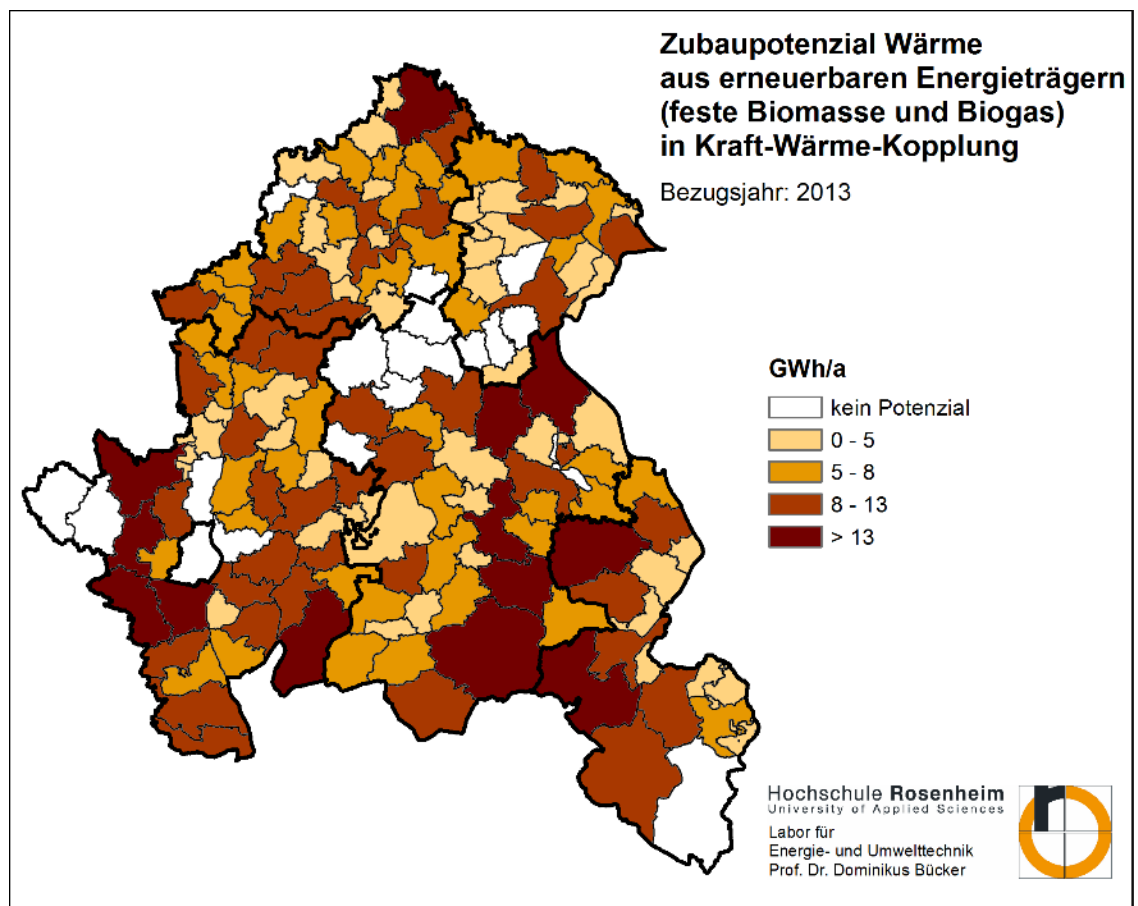 Zubaupotenzial Wärme
aus erneuerbaren Energieträgern
(feste Biomasse und Biogas)
in Kraft-Wärme-Kopplung
Bezugsjahr: 2013
GWh/a
kein Potenzial
0 - 5
5 - 8
8 - 13
> 13
Hochschule Rosenheim
University of Applied Sciences
Labor für
Energie- und Umwelttechnik
Prof. Dr. Dominikus Bücker